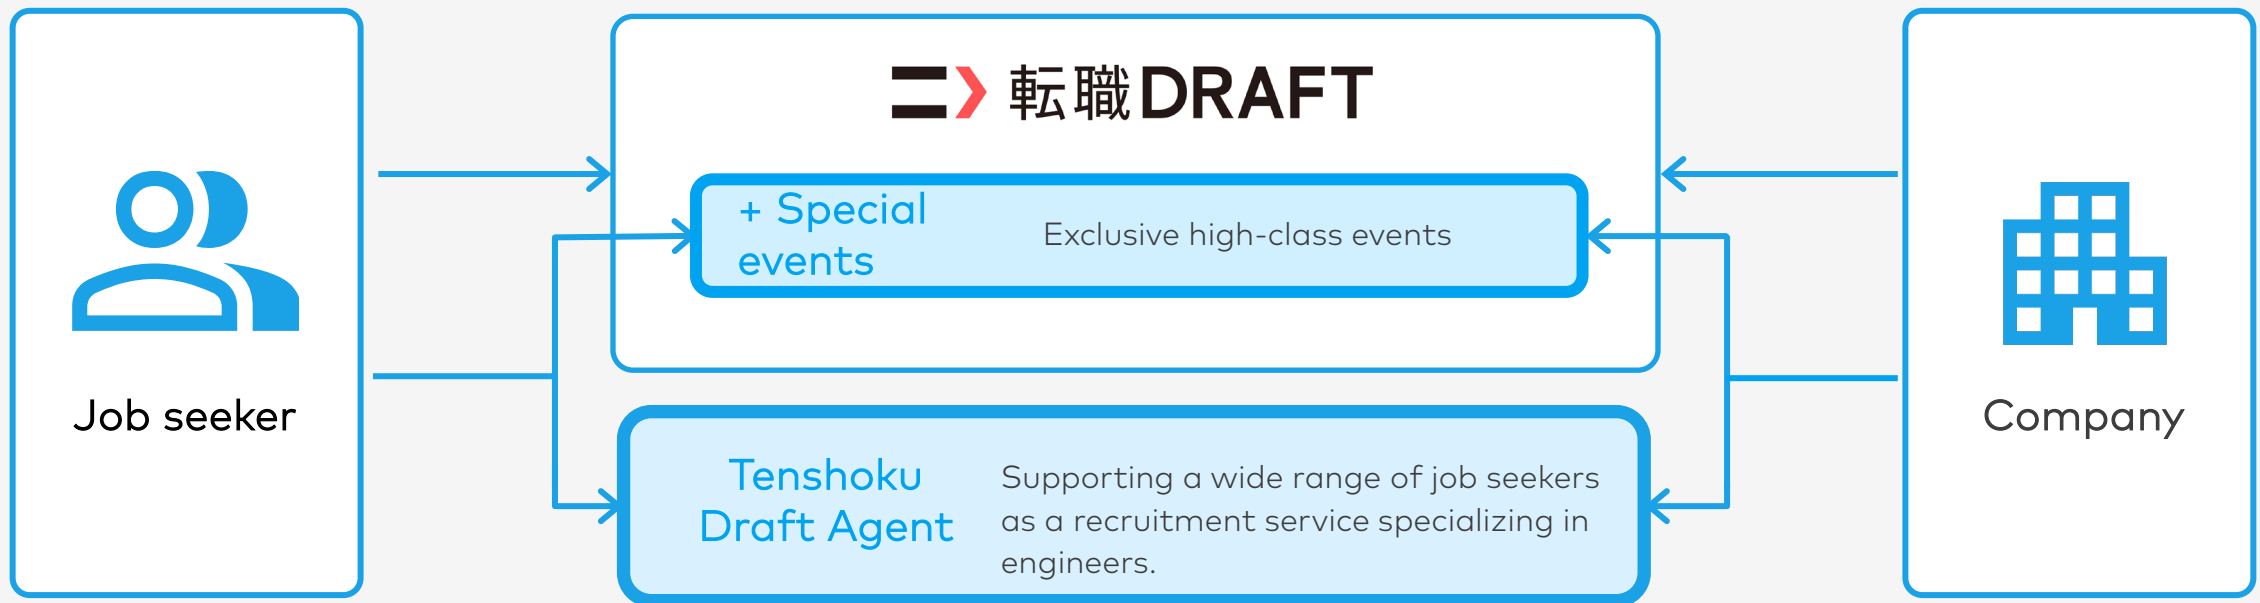 転職DRAFT
+ Special
events
Exclusive high-class events
Job seeker
Company
Tenshoku
Draft Agent
Supporting a wide range of job seekers
as a recruitment service specializing in
engineers.